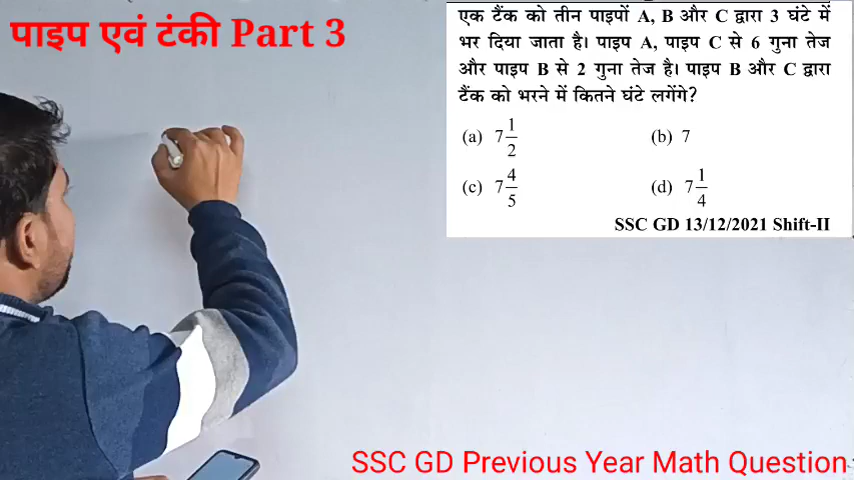 पाइप एवं टंकी Part 3
एक टैंक को तीन पाइपों A, B और C द्वारा 3 घंटे में
भर दिया जाता है। पाइप A, पाइप C से 6 गुना तेज
और पाइप B से 2 गुना तेज है। पाइप B और C द्वारा
टैंक को भरने में कितने घंटे लगेंगे?
(a) 7 1/2 (b) 7
(c) 7 4/5 (d) 7 1/4
SSC GD 13/12/2021 Shift-II
SSC GD Previous Year Math Question